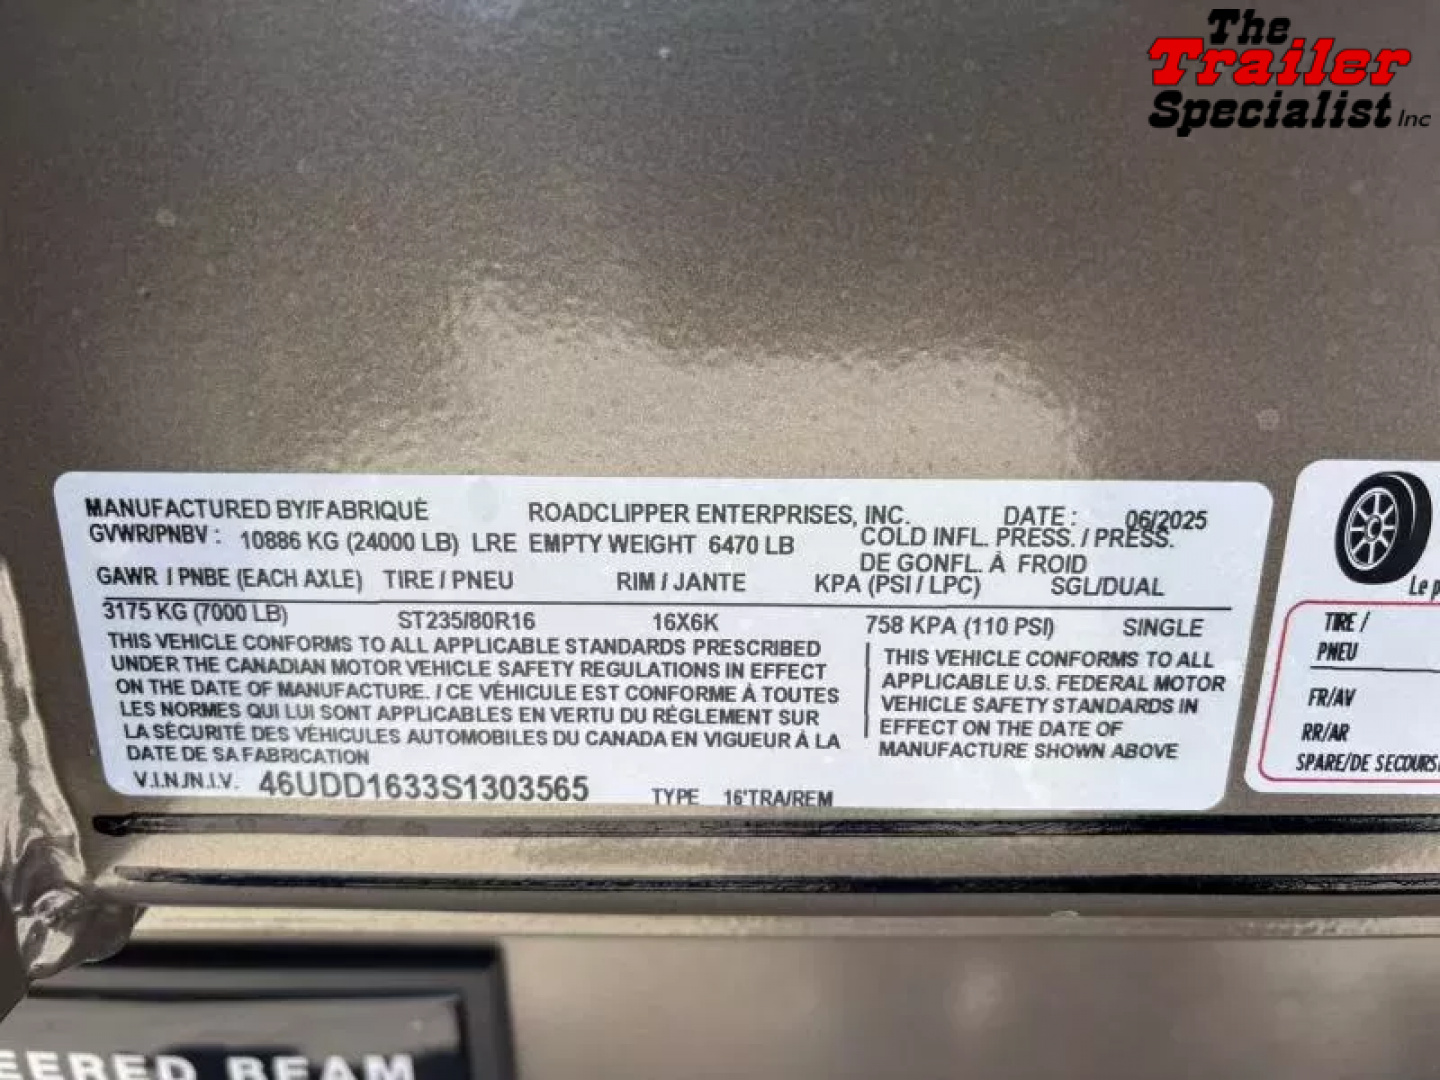 The
Trailer
Specialist Inc
MANUFACTURED BY/FABRIQUÉ ROADCLIPPER ENTERPRISES, INC. DATE : 06/2025
GVWR/PNBV : 10886 KG (24000 LB) LRE EMPTY WEIGHT 6470 LB COLD INFL. PRESS. / PRESS.
DE GONFL. À FROID
GAWR / PNBE (EACH AXLE) TIRE / PNEU RIM / JANTE KPA (PSI / LPC) SGL/DUAL
3175 KG (7000 LB) ST235/80R16 16X6K 758 KPA (110 PSI) SINGLE
THIS VEHICLE CONFORMS TO ALL APPLICABLE STANDARDS PRESCRIBED
UNDER THE CANADIAN MOTOR VEHICLE SAFETY REGULATIONS IN EFFECT
ON THE DATE OF MANUFACTURE. / CE VÉHICULE EST CONFORME À TOUTES
LES NORMES QUI LUI SONT APPLICABLES EN VERTU DU RÉGLEMENT SUR
LA SÉCURITÉ DES VÉHICULES AUTOMOBILES DU CANADA EN VIGUEUR À LA
DATE DE SA FABRICATION
THIS VEHICLE CONFORMS TO ALL
APPLICABLE U.S. FEDERAL MOTOR
VEHICLE SAFETY STANDARDS IN
EFFECT ON THE DATE OF
MANUFACTURE SHOWN ABOVE
V.I.N./N.I.V. 46UDD1633S1303565 TYPE 16'TRA/REM
Le p
TIRE /
PNEU
FR/AV
RR/AR
SPARE/DE SECOURS
EERED BEAM